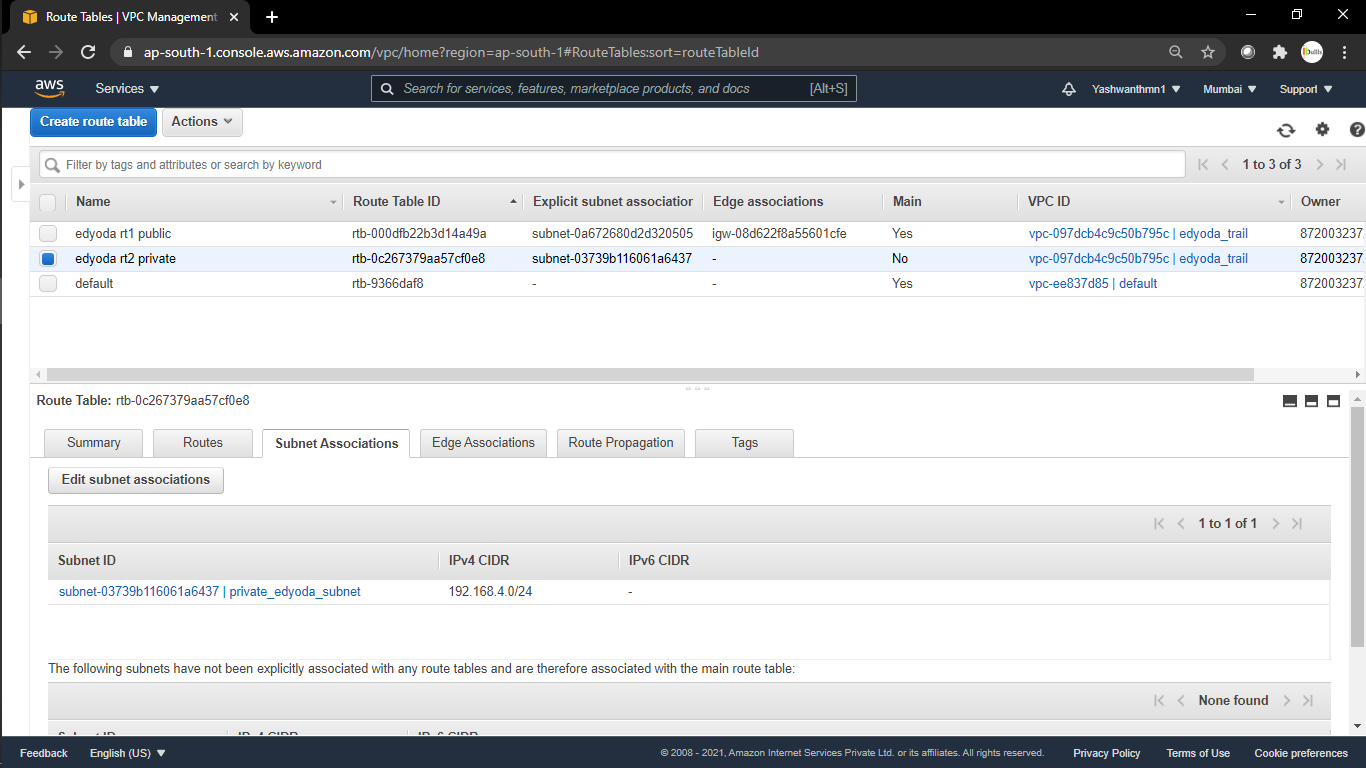 Route Tables | VPC Management
ap-south-1.console.aws.amazon.com/vpc/home?region=ap-south-1#RouteTables:sort=routeTableId
aws Services Search for services, features, marketplace products, and docs [Alt+S] Yashwanthmn1 Mumbai Support
Create route table Actions
Filter by tags and attributes or search by keyword 1 to 3 of 3
Name Route Table ID Explicit subnet association Edge associations Main VPC ID Owner
edyoda rt1 public rtb-000dfb22b3d14a49a subnet-0a672680d2d320505 igw-08d622f8a55601cfe Yes vpc-097dcb4c9c50b795c | edyoda_trail 872003237
edyoda rt2 private rtb-0c267379aa57cf0e8 subnet-03739b116061a6437 - No vpc-097dcb4c9c50b795c | edyoda_trail 872003237
default rtb-9366daf8 - - Yes vpc-ee837d85 | default 872003237
Route Table: rtb-0c267379aa57cf0e8
Summary Routes Subnet Associations Edge Associations Route Propagation Tags
Edit subnet associations
1 to 1 of 1
Subnet ID IPv4 CIDR IPv6 CIDR
subnet-03739b116061a6437 | private_edyoda_subnet 192.168.4.0/24 -
The following subnets have not been explicitly associated with any route tables and are therefore associated with the main route table:
None found
Subnet ID IPv4 CIDR IPv6 CIDR
Feedback English (US) © 2008 - 2021, Amazon Internet Services Private Ltd. or its affiliates. All rights reserved. Privacy Policy Terms of Use Cookie preferences